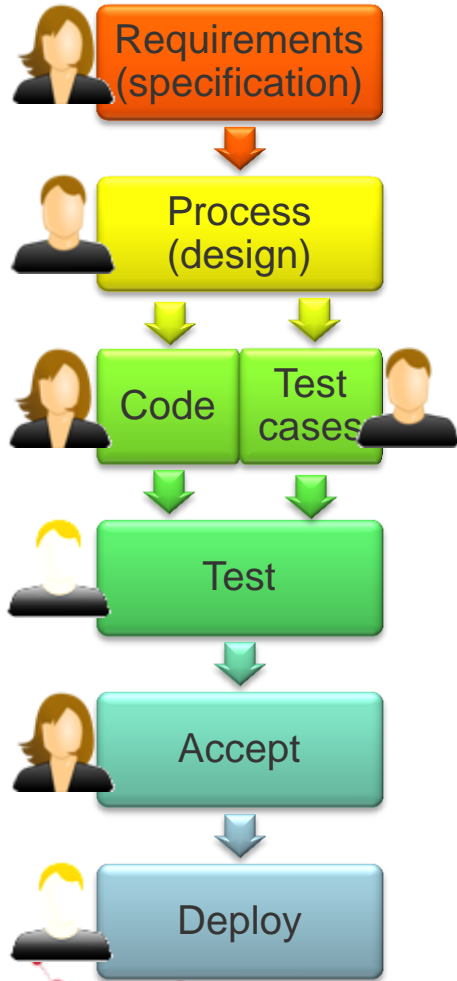 Requirements
(specification)
Process
(design)
Code
Test
cases
Test
Accept
Deploy